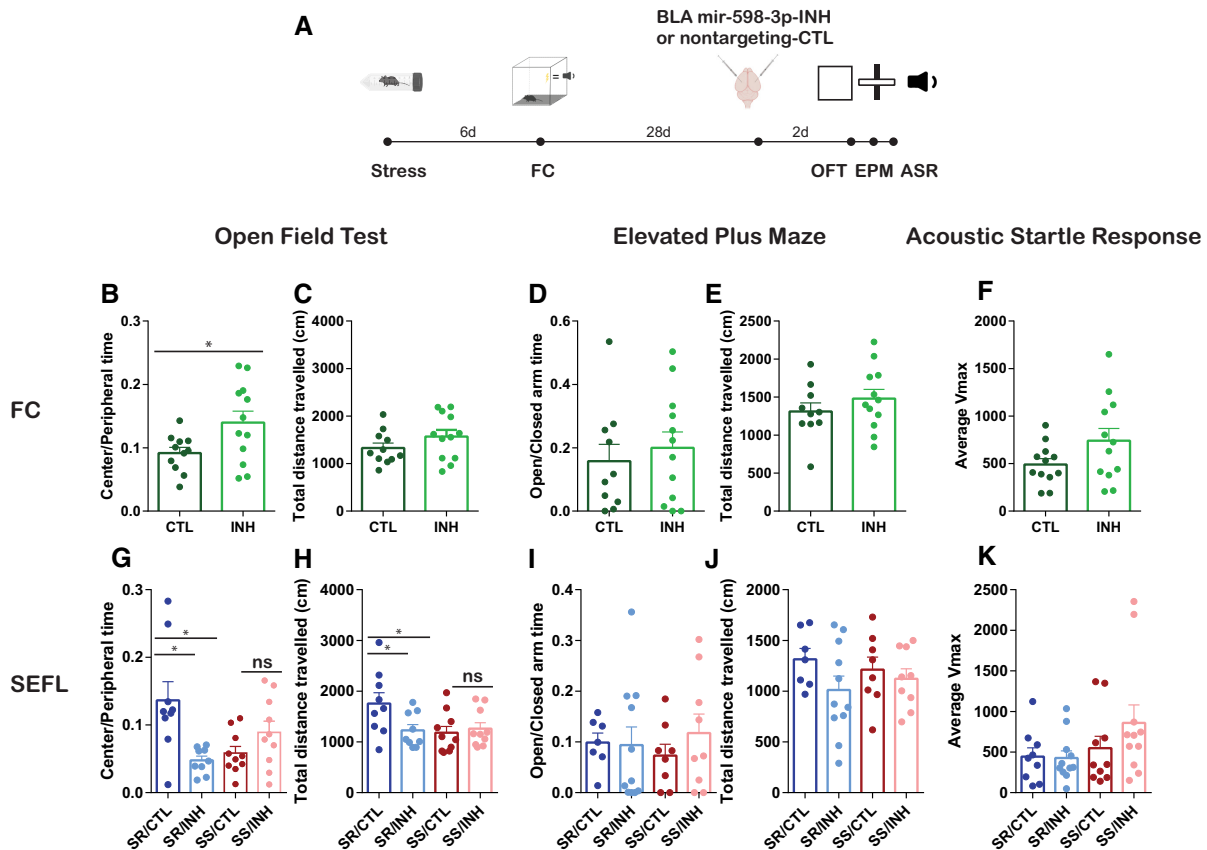 A
BLA mir-598-3p-INH
or nontargeting-CTL
=
6d
28d
2d
Stress
FC
OFT
EPM
ASR
Open Field Test
Elevated Plus Maze
Acoustic Startle Response
FC
B
Center/Peripheral time
0.3
0.2
0.1
0.0
*
CTL
INH
C
Total distance travelled (cm)
4000
3000
2000
1000
0
CTL
INH
D
Open/Closed arm time
0.6
0.4
0.2
0.0
CTL
INH
E
Total distance travelled (cm)
2500
2000
1500
1000
500
0
CTL
INH
F
Average Vmax
2000
1500
1000
500
0
CTL
INH
SEFL
G
Center/Peripheral time
0.3
0.2
0.1
0.0
*
*
ns
SR/CTL
SR/INH
SS/CTL
SS/INH
H
Total distance travelled (cm)
4000
3000
2000
1000
0
*
*
ns
SR/CTL
SR/INH
SS/CTL
SS/INH
I
Open/Closed arm time
0.4
0.3
0.2
0.1
0.0
SR/CTL
SR/INH
SS/CTL
SS/INH
J
Total distance travelled (cm)
2000
1500
1000
500
0
SR/CTL
SR/INH
SS/CTL
SS/INH
K
Average Vmax
2500
2000
1500
1000
500
0
SR/CTL
SR/INH
SS/CTL
SS/INH